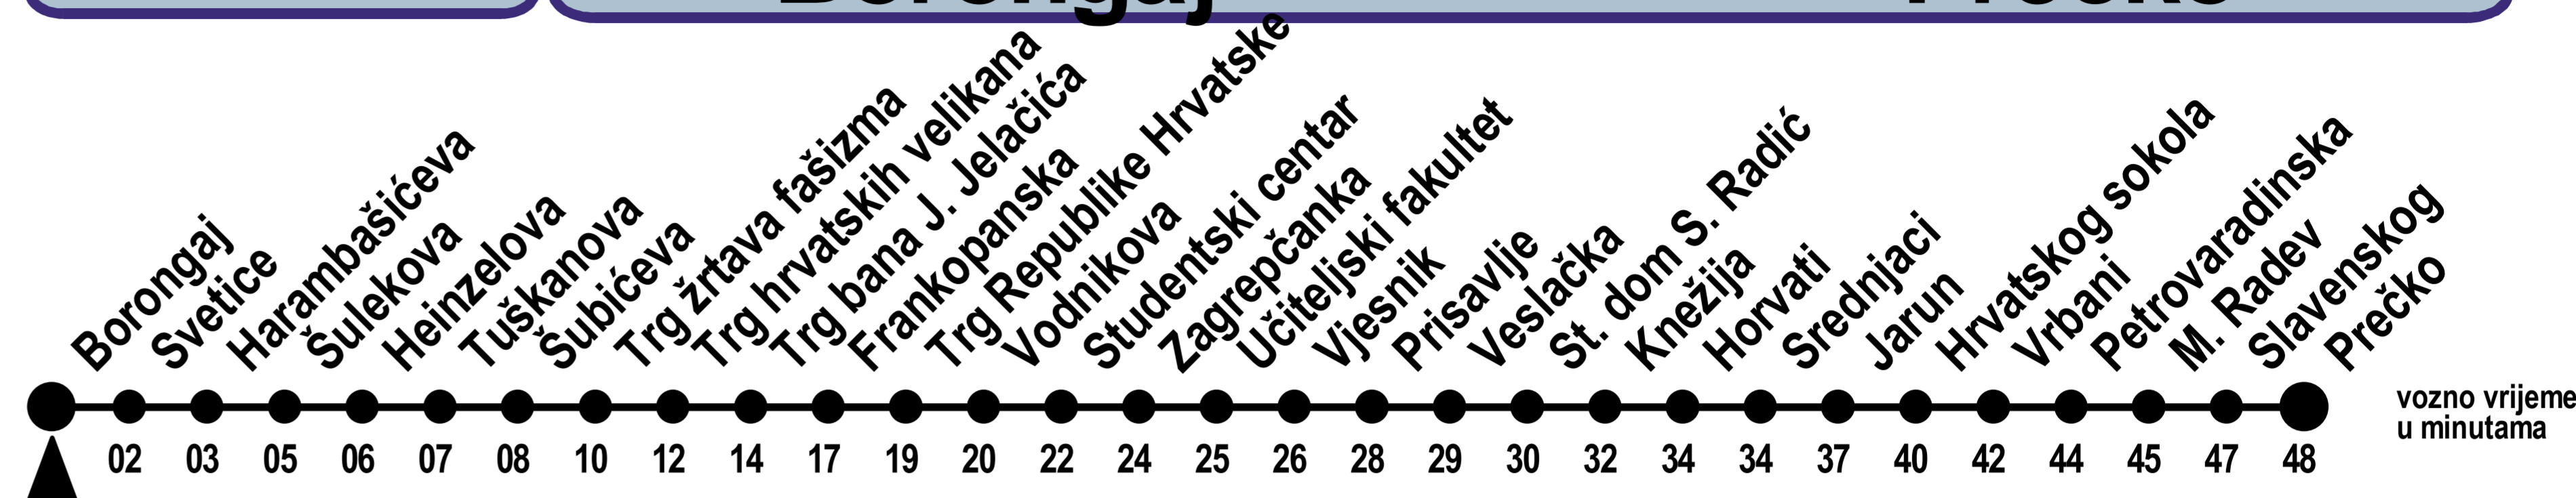 Borongaj Prečko
Borongaj
Svetice
Harambašićeva
Šulekova
Heinzelova
Tuškanova
Šubićeva
Trg žrtava fašizma
Trg hrvatskih velikana
Trg bana J. Jelačića
Frankopanska
Trg Republike Hrvatske
Vodnikova
Studentski centar
Zagrepčanka
Učiteljski fakultet
Vjesnik
Prisavlje
Veslačka
St. dom S. Radić
Knežija
Horvati
Srednjaci
Jarun
Hrvatskog sokola
Vrbani
Petrovaradinska
M. Radev
Slavenskog
Prečko
02 03 05 06 07 08 10 12 14 17 19 20 22 24 25 26 28 29 30 32 34 34 37 40 42 44 45 47 48
vozno vrijeme
u minutama